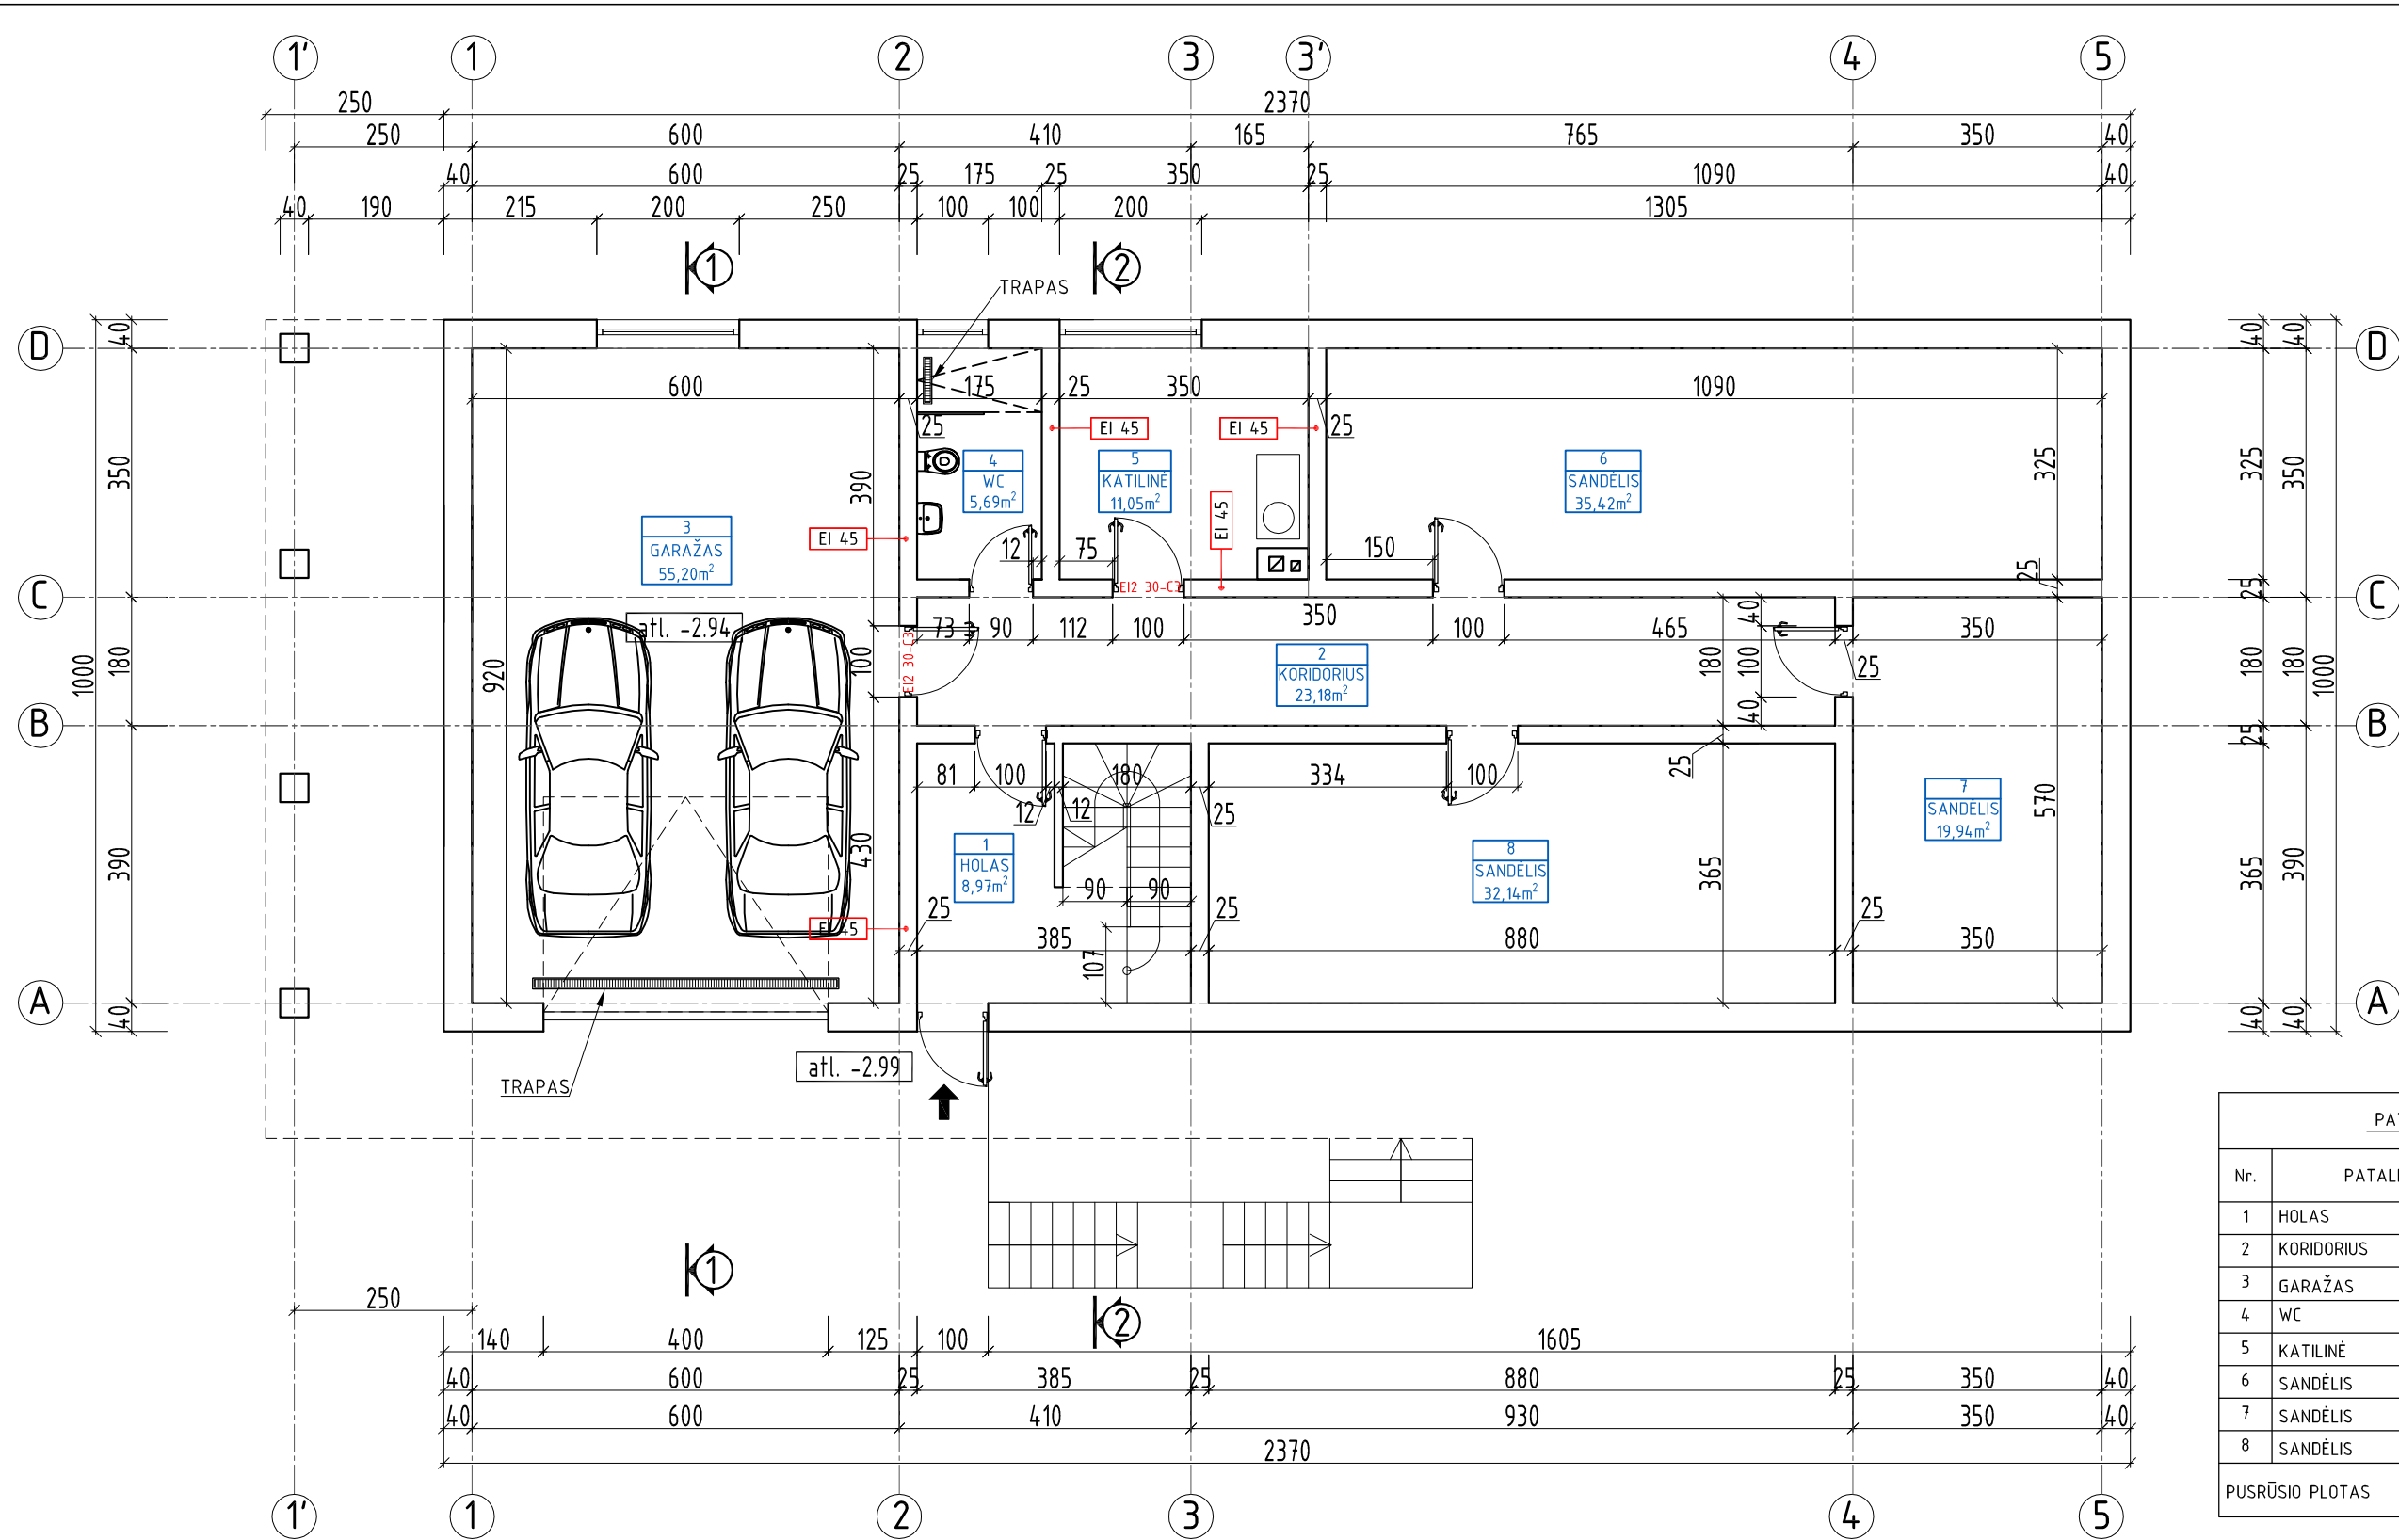 1' 1 2 3 3' 4 5
250 2370
250 600 410 165 765 350 40
40 600 25 175 25 350 25 1090 40
40 190 215 200 250 100 100 200 1305
1 2
TRAPAS
D 40 40 40 D
600 175 25 350 1090
25 EI 45 EI 45 25
350 390 325 325 350
4
WC
5,69m²
5
KATILINĖ
11,05m²
6
SANDĖLIS
35,42m²
EI 45
3
GARAŽAS
55,20m²
EI 45
12 75 150 25 25
EI2 30-C3
C C
atl. -2.94
73 90 112 100 350 100 465 40 350
EI2 30-C3
1000 180 920 100 180 100 25 180 180 1000
2
KORIDORIUS
23,18m²
40
B 25 B
81 100 180 334 100 25
12 12 25
7
SANDĖLIS
19,94m²
570
390 430 365 365 390
1
HOLAS
8,97m²
8
SANDĖLIS
32,14m²
90 90
EI 45 25 25 25
385 880 350
107
A 40 40 40 A
atl. -2.99
TRAPAS
Nr.
1 HOLAS
2 KORIDORIUS
3 GARAŽAS
4 WC
5 KATILINĖ
6 SANDĖLIS
7 SANDĖLIS
8 SANDĖLIS
PUSRŪSIO PLOTAS
1 2
250
140 400 125 100 1605
40 600 25 385 25 880 25 350 40
40 600 410 930 350 40
2370
1' 1 2 3 4 5